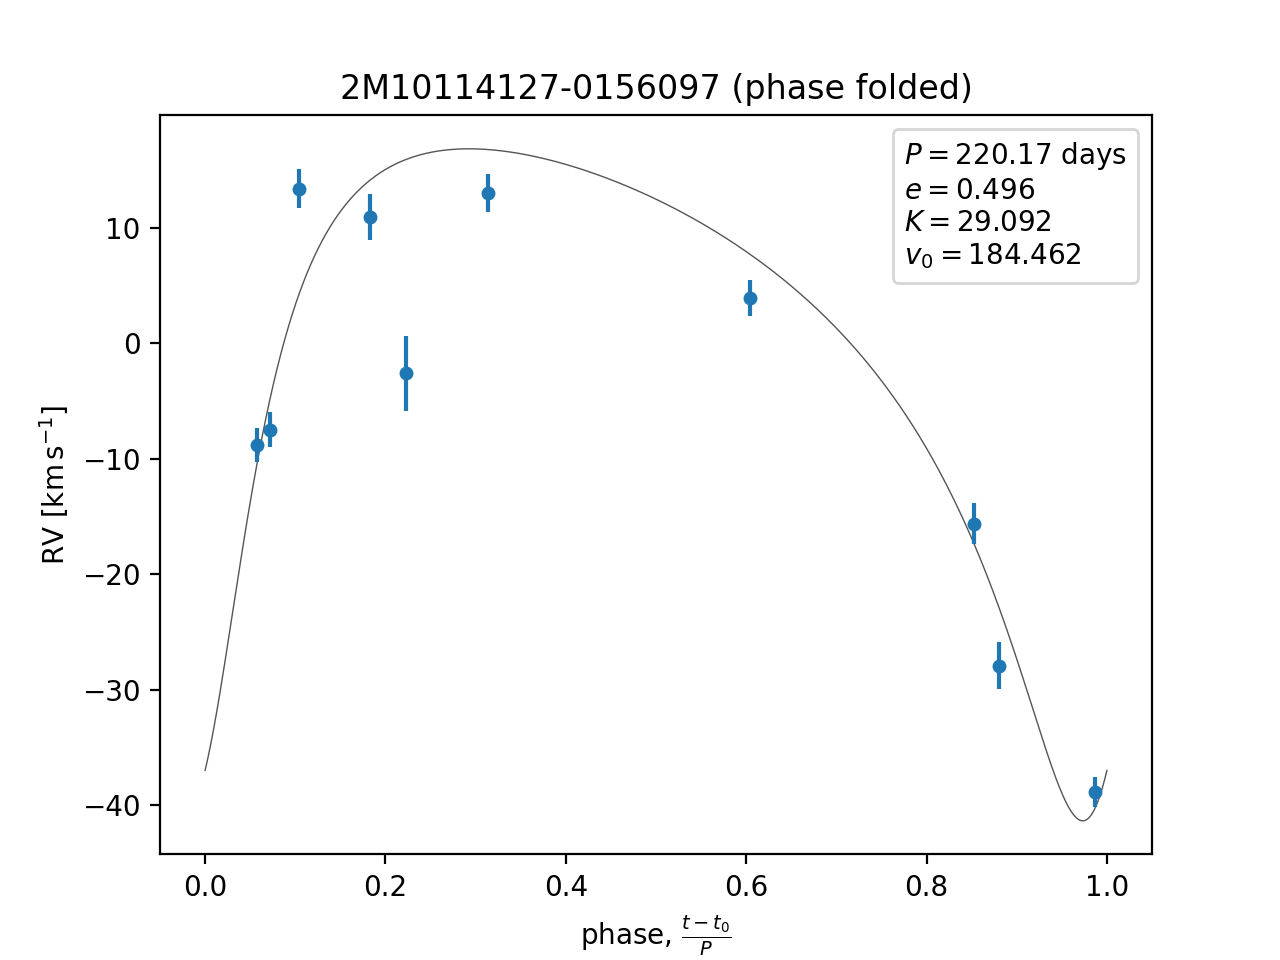 2M10114127-0156097 (phase folded)
P = 220.17 days
e = 0.496
K = 29.092
v₀ = 184.462
10
0
−10
−20
−30
−40
RV [km s⁻¹]
0.0 0.2 0.4 0.6 0.8 1.0
phase, (t − t₀)/P